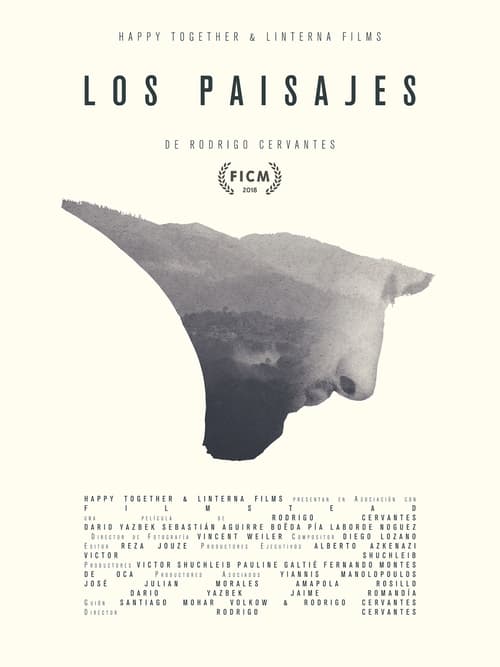 HAPPY TOGETHER & LINTERNA FILMS
LOS PAISAJES
DE RODRIGO CERVANTES
FICM
2018
HAPPY TOGETHER & LINTERNA FILMS PRESENTAN EN ASOCIACIÓN CON
FILMSTEAD
UNA PELÍCULA DE RODRIGO CERVANTES
DARIO YAZBEK SEBASTIÁN AGUIRRE BOËDA PÍA LABORDE NOGUEZ
DIRECTOR DE FOTOGRAFÍA VINCENT WEILER COMPOSITOR DIEGO LOZANO
EDITOR REZA JOUZE PRODUCTORES EJECUTIVOS ALBERTO AZKENAZI
VICTOR SHUCHLEIB
PRODUCTORES VICTOR SHUCHLEIB PAULINE GALTIÉ FERNANDO MONTES
DE OCA PRODUCTORES ASOCIADOS YIANNIS MANOLOPOULOS
JOSÉ JULIAN MORALES AMAPOLA ROSILLO
DARIO YAZBEK JAIME ROMANDÍA
GUIÓN SANTIAGO MOHAR VOLKOW & RODRIGO CERVANTES
DIRECTOR RODRIGO CERVANTES